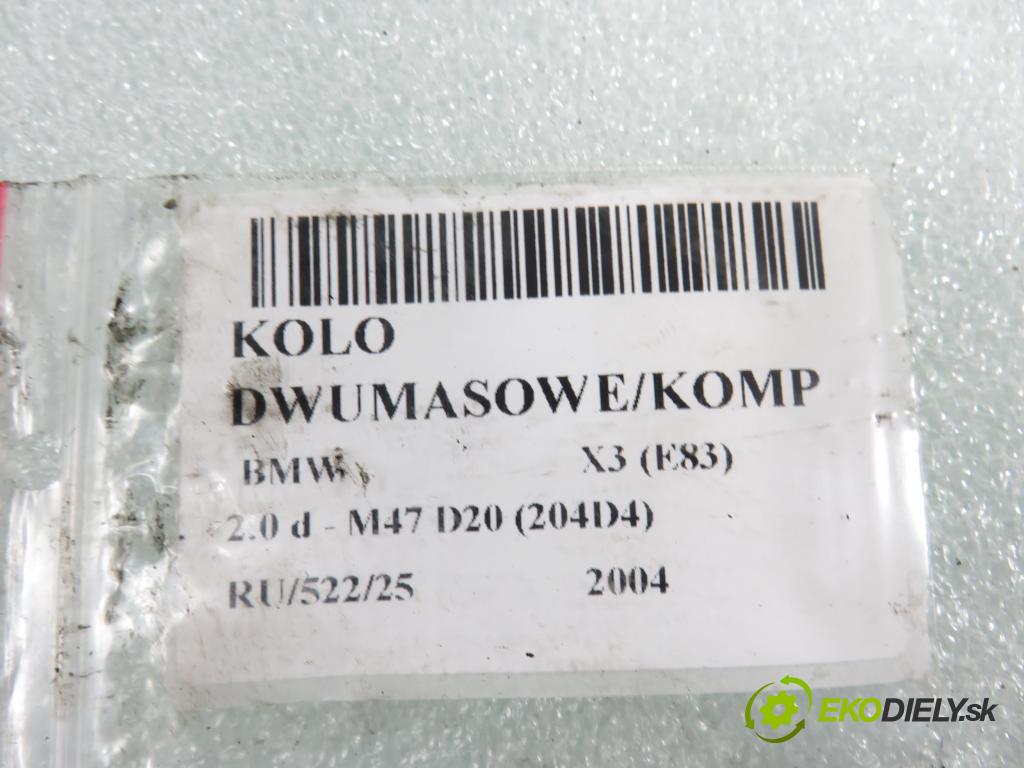 KOLO
DWUMASOWE/KOMP
BMW X3 (E83)
2.0 d - M47 D20 (204D4)
RU/522/25 2004
EKODIELY.sk